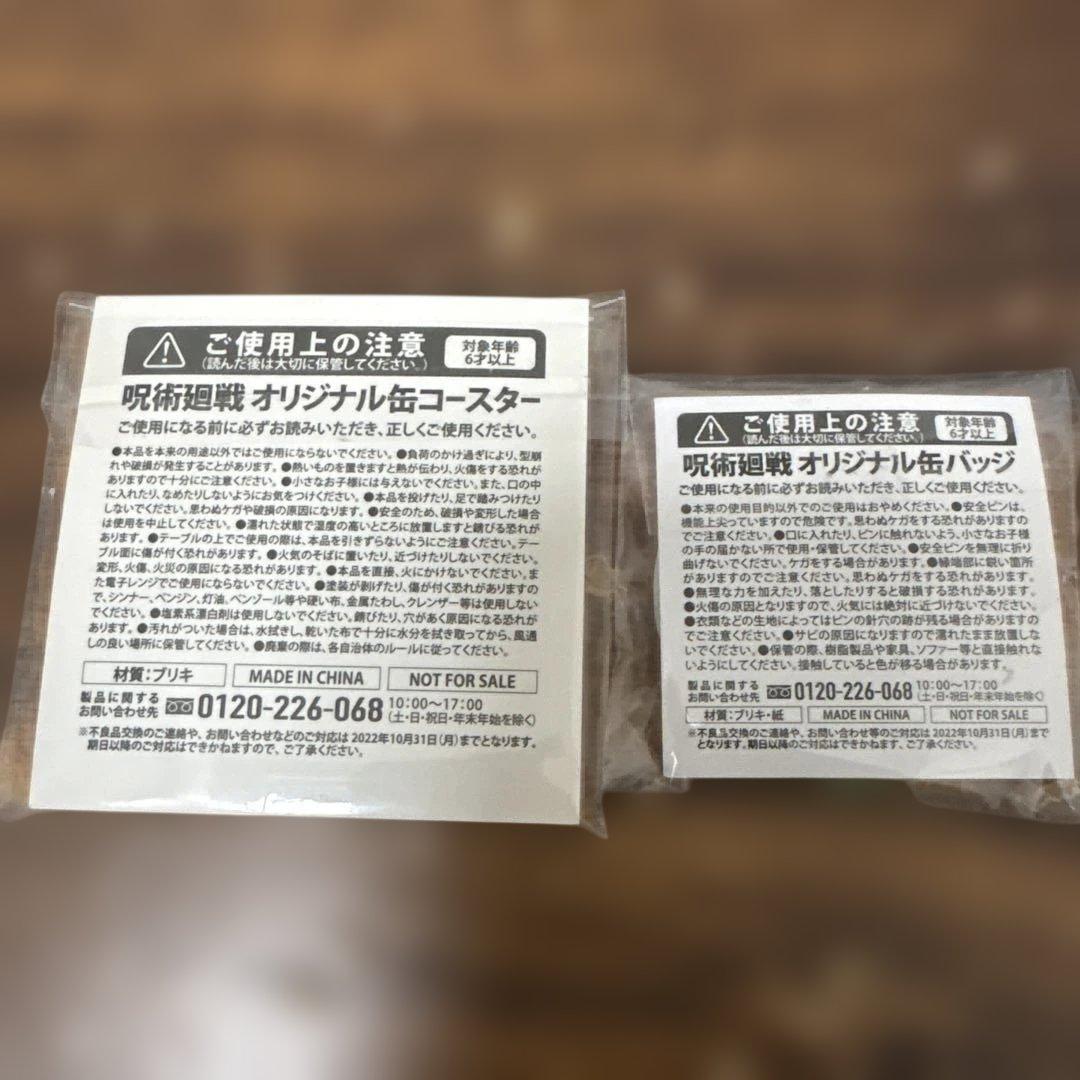 ご使用上の注意
(読んだ後は大切に保管してください。)
対象年齢
6才以上
呪術廻戦 オリジナル缶コースター
ご使用になる前に必ずお読みいただき、正しくご使用ください。
●本品を本来の用途以外ではご使用にならないでください。●負荷のかけ過ぎにより、型崩
れや破損が発生することがあります。●熱いものを置きますと熱が伝わり、火傷をする恐れが
ありますので十分にご注意ください。●小さなお子様には与えないでください。また、口の中
に入れたり、なめたりしないようにお気をつけください。●本品を投げたり、足で踏みつけたり
しないでください。思わぬケガや破損の原因になります。●安全のため、破損や変形した場合
は使用を中止してください。●濡れた状態で湿度の高いところに放置しますと錆びる恐れが
あります。●テーブルの上でご使用の際は、本品を引きずらないようにご注意ください。テー
ブル面に傷が付く恐れがあります。●火気のそばに置いたり、近づけたりしないでください。
変形、火傷、火災の原因になる恐れがあります。●本品を直接、火にかけないでください。ま
た電子レンジでご使用にならないでください。●塗装が剥げたり、傷が付く恐れがありますの
で、シンナー、ベンジン、灯油、ベンゾール等や硬い布、金属たわし、クレンザー等は使用しない
でください。●塩素系漂白剤は使用しないでください。錆びたり、穴があく原因になる恐れが
あります。●汚れがついた場合は、水拭きし、乾いた布で十分に水分を拭き取ってから、風通
しの良い場所に保管してください。●廃棄の際は、各自治体のルールに従ってください。
材質:ブリキ
MADE IN CHINA
NOT FOR SALE
製品に関する
お問い合わせ先
0120-226-068
10:00〜17:00
(土・日・祝日・年末年始を除く)
※不良品交換のご連絡や、お問い合わせなどのご対応は 2022年10月31日(月)までとなります。
期日以降のご対応はできかねますので、ご了承ください。
ご使用上の注意
(読んだ後は大切に保管してください。)
対象年齢
6才以上
呪術廻戦 オリジナル缶バッジ
ご使用になる前に必ずお読みいただき、正しくご使用ください。
●本来の使用目的以外でのご使用はおやめください。●安全ピンは、
機能上尖っていますので危険です。思わぬケガをする恐れがありますの
でご注意ください。●口に入れたり、ピンに触れないよう、小さなお子様
の手の届かない所で使用・保管してください。●安全ピンを無理に折り
曲げないでください。ケガをする場合があります。●縁端部に鋭い箇所
がありますのでご注意ください。思わぬケガをする恐れがあります。
●無理な力を加えたり、落としたりすると破損する恐れがあります。
●火傷の原因となりますので、火気には絶対に近づけないでください。
●衣類などの生地によってはピンの針穴の跡が残る場合があります
のでご注意ください。●サビの原因になりますので濡れたまま放置しな
いでください。●保管の際、樹脂製品や家具、ソファー等と直接触れな
いようにしてください。接触していると色が移る場合があります。
製品に関する
お問い合わせ先
0120-226-068
10:00〜17:00
(土・日・祝日・年末年始を除く)
材質:ブリキ・紙
MADE IN CHINA
NOT FOR SALE
※不良品交換のご連絡や、お問い合わせ等のご対応は 2022年10月31日(月)まで
となります。期日以降のご対応はできかねます、ご了承ください。